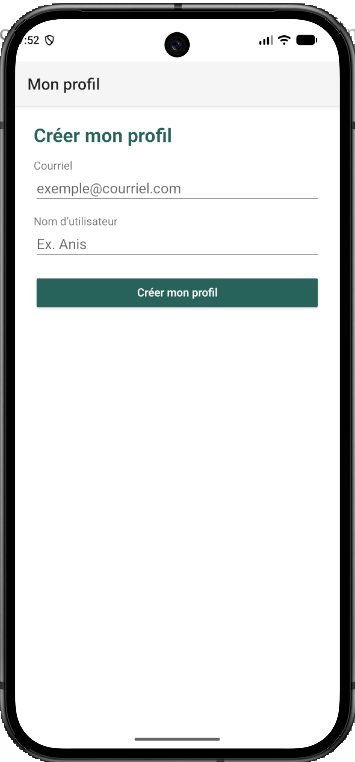 :52
Mon profil
Créer mon profil
Courriel
exemple@courriel.com
Nom d'utilisateur
Ex. Anis
Créer mon profil